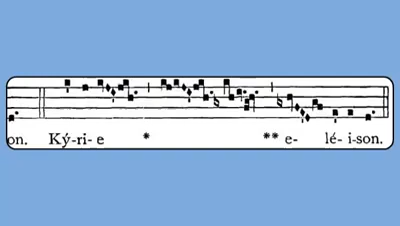 on. Ký-ri- e * ** e- lé- i-son.